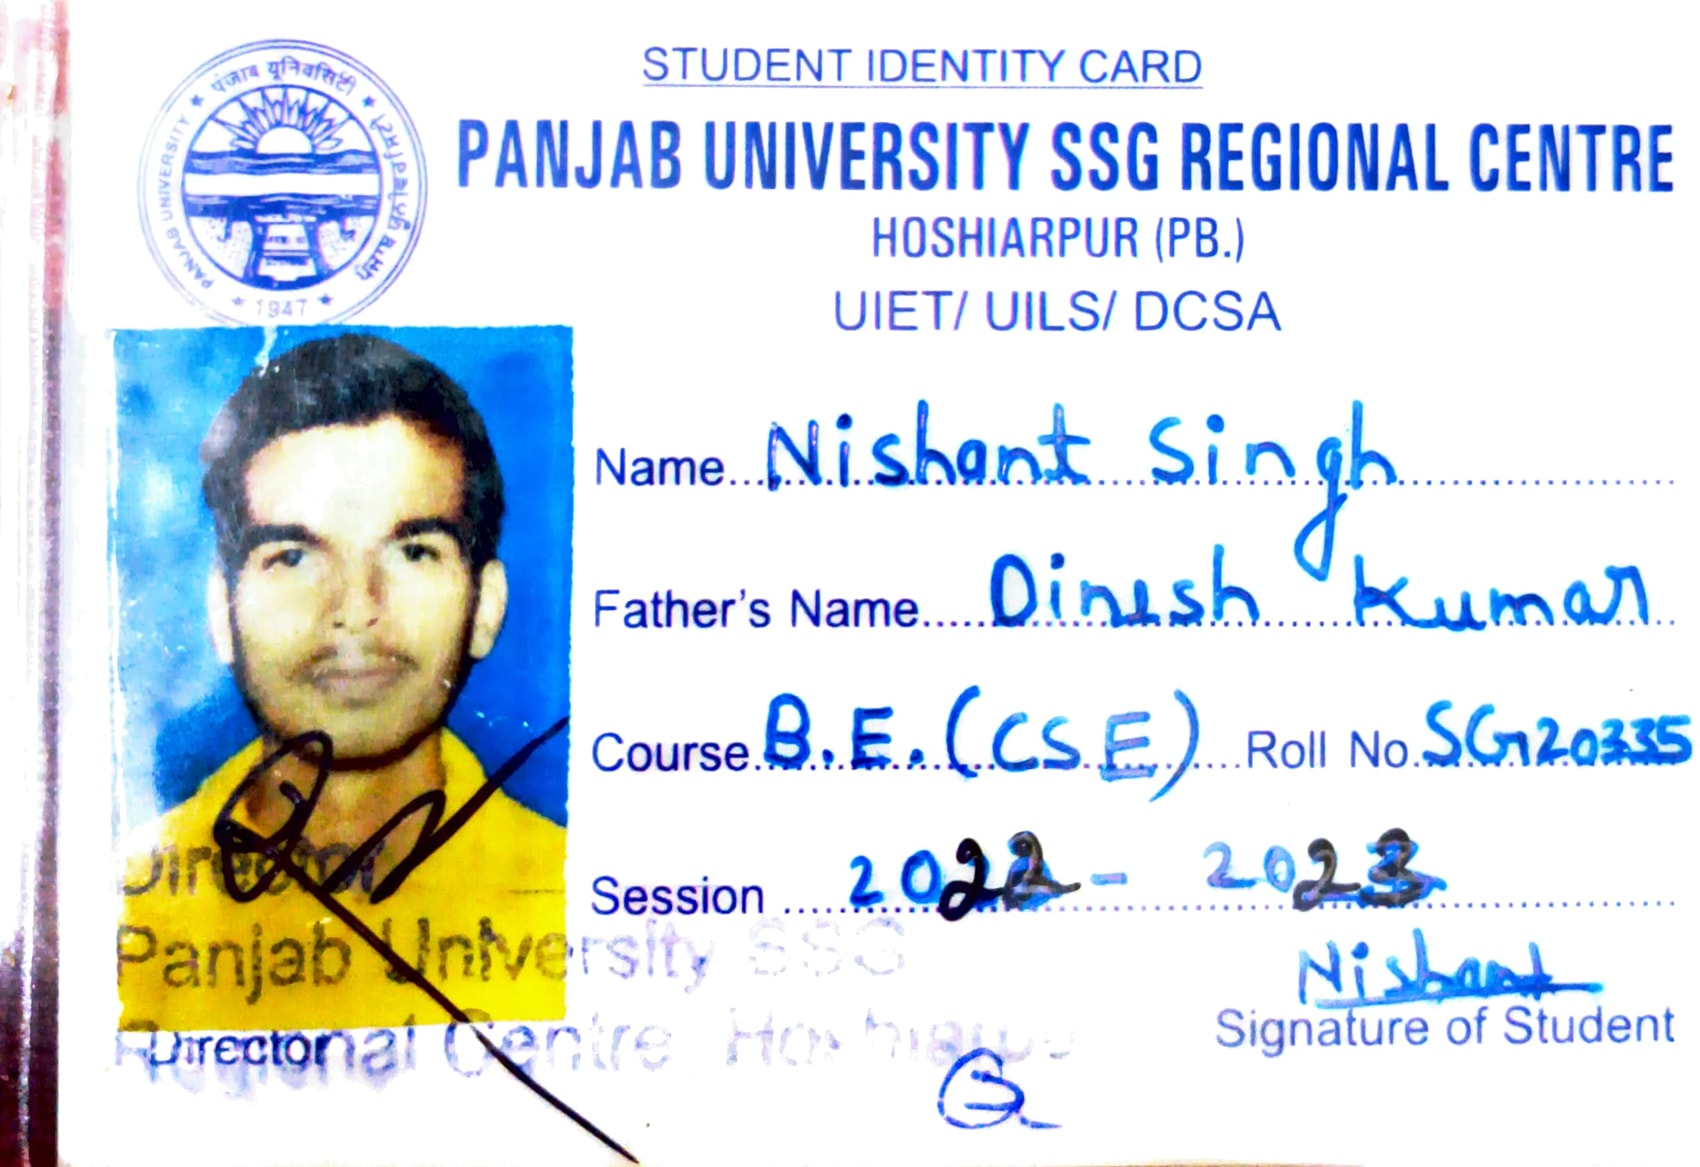 STUDENT IDENTITY CARD
PANJAB UNIVERSITY SSG REGIONAL CENTRE
HOSHIARPUR (PB.)
UIET/ UILS/ DCSA
पंजाब यूनिवर्सिटी
PANJAB UNIVERSITY
ਪੰਜਾਬ ਯੂਨੀਵਰਸਿਟੀ
1947
Name Nishant Singh
Father's Name Dinesh Kumar
Course B.E. (CSE) Roll No. SG20335
Session 2022 - 2023
Director
Panjab University SSG
Regional Centre
Nishant
Signature of Student
Director